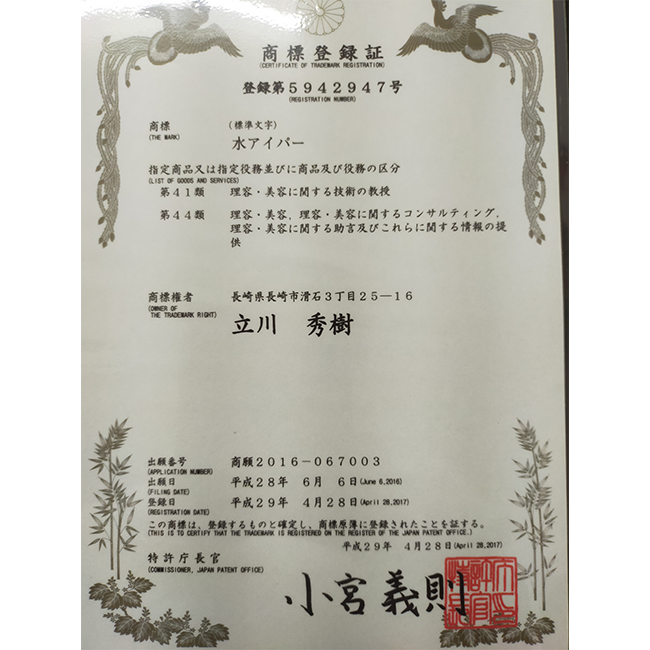 商標登録証
(CERTIFICATE OF TRADEMARK REGISTRATION)
登録第5942947号
(REGISTRATION NUMBER)
商標 (標準文字)
(THE MARK)
水アイパー
指定商品又は指定役務並びに商品及び役務の区分
(LIST OF GOODS AND SERVICES)
第41類 理容・美容に関する技術の教授
第44類 理容・美容,理容・美容に関するコンサルティング,
理容・美容に関する助言及びこれらに関する情報の提
供
商標権者 長崎県長崎市滑石3丁目25―16
(OWNER OF
THE TRADEMARK RIGHT)
立川 秀樹
出願番号 商願2016-067003
(APPLICATION NUMBER)
出願日 平成28年 6月 6日(June 6,2016)
(FILING DATE)
登録日 平成29年 4月28日(April 28,2017)
(REGISTRATION DATE)
この商標は、登録するものと確定し、商標原簿に登録されたことを証する。
(THIS IS TO CERTIFY THAT THE TRADEMARK IS REGISTERED ON THE REGISTER OF THE JAPAN PATENT OFFICE.)
平成29年 4月28日(April 28,2017)
特許庁長官
(COMMISSIONER, JAPAN PATENT OFFICE)
小宮義則